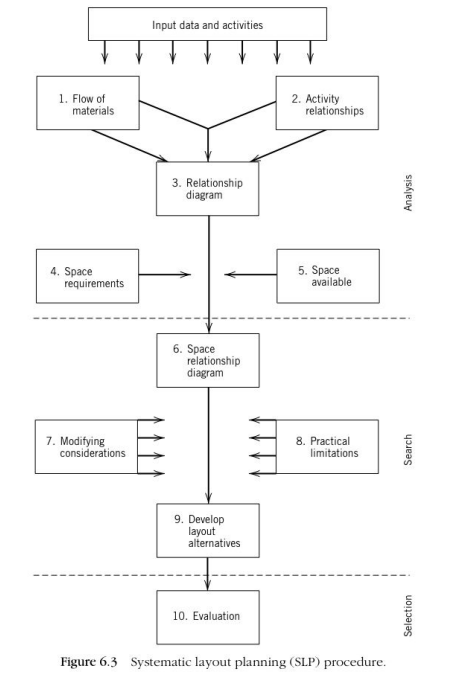 Input data and activities
1. Flow of
materials
2. Activity
relationships
3. Relationship
diagram
Analysis
4. Space
requirements
5. Space
available
6. Space
relationship
diagram
7. Modifying
considerations
8. Practical
limitations
Search
9. Develop
layout
alternatives
10. Evaluation
Selection
Figure 6.3 Systematic layout planning (SLP) procedure.